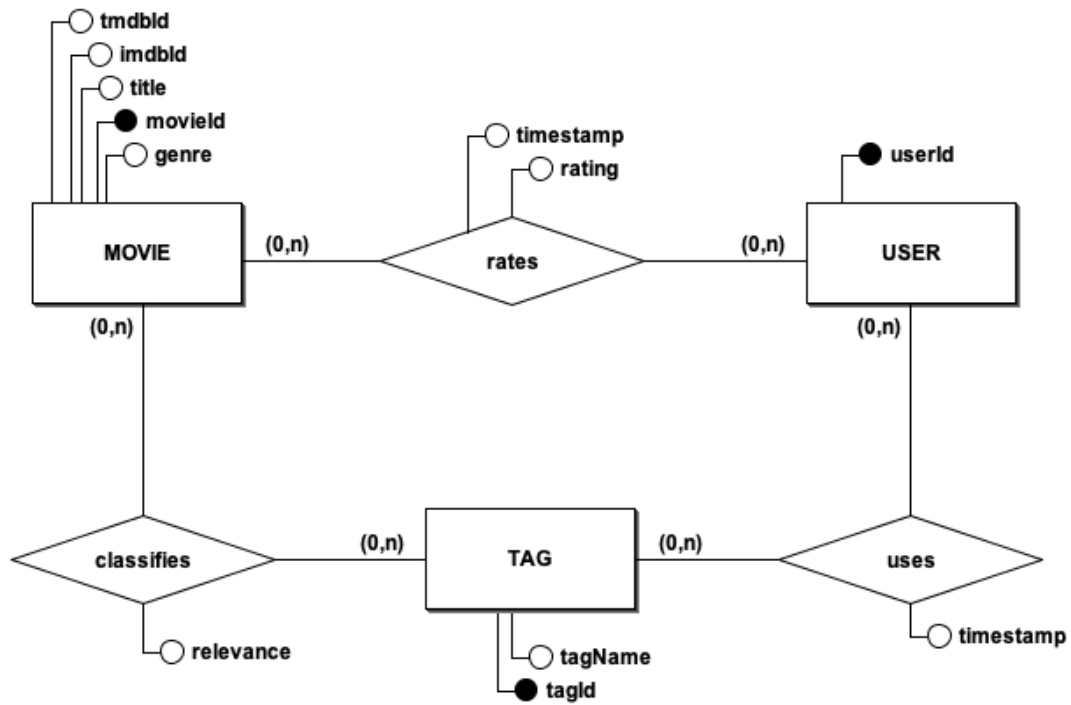 tmdbId
imdbId
title
movieId
genre
timestamp
rating
userId
MOVIE
(0,n)
rates
(0,n)
USER
(0,n)
(0,n)
classifies
(0,n)
TAG
(0,n)
uses
relevance
tagName
tagId
timestamp